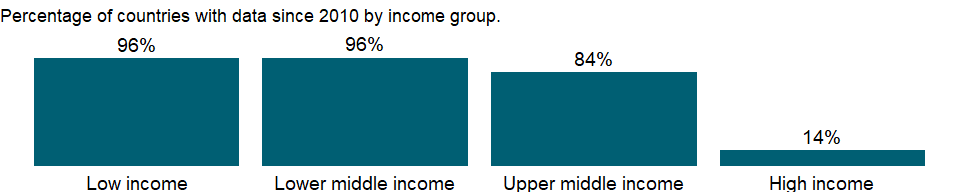 Percentage of countries with data since 2010 by income group.
96% 96% 84% 14%
Low income Lower middle income Upper middle income High income